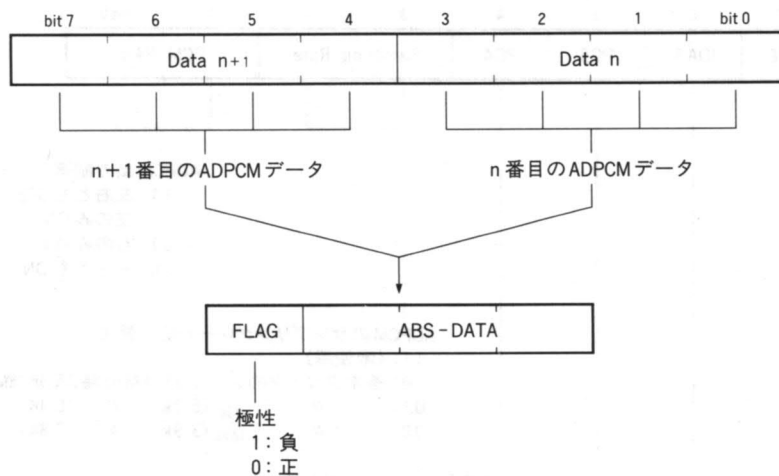 bit 7 6 5 4 3 2 1 bit 0
Data n+1 Data n
n+1番目のADPCMデータ n番目のADPCMデータ
FLAG ABS-DATA
極性
1:負
0:正